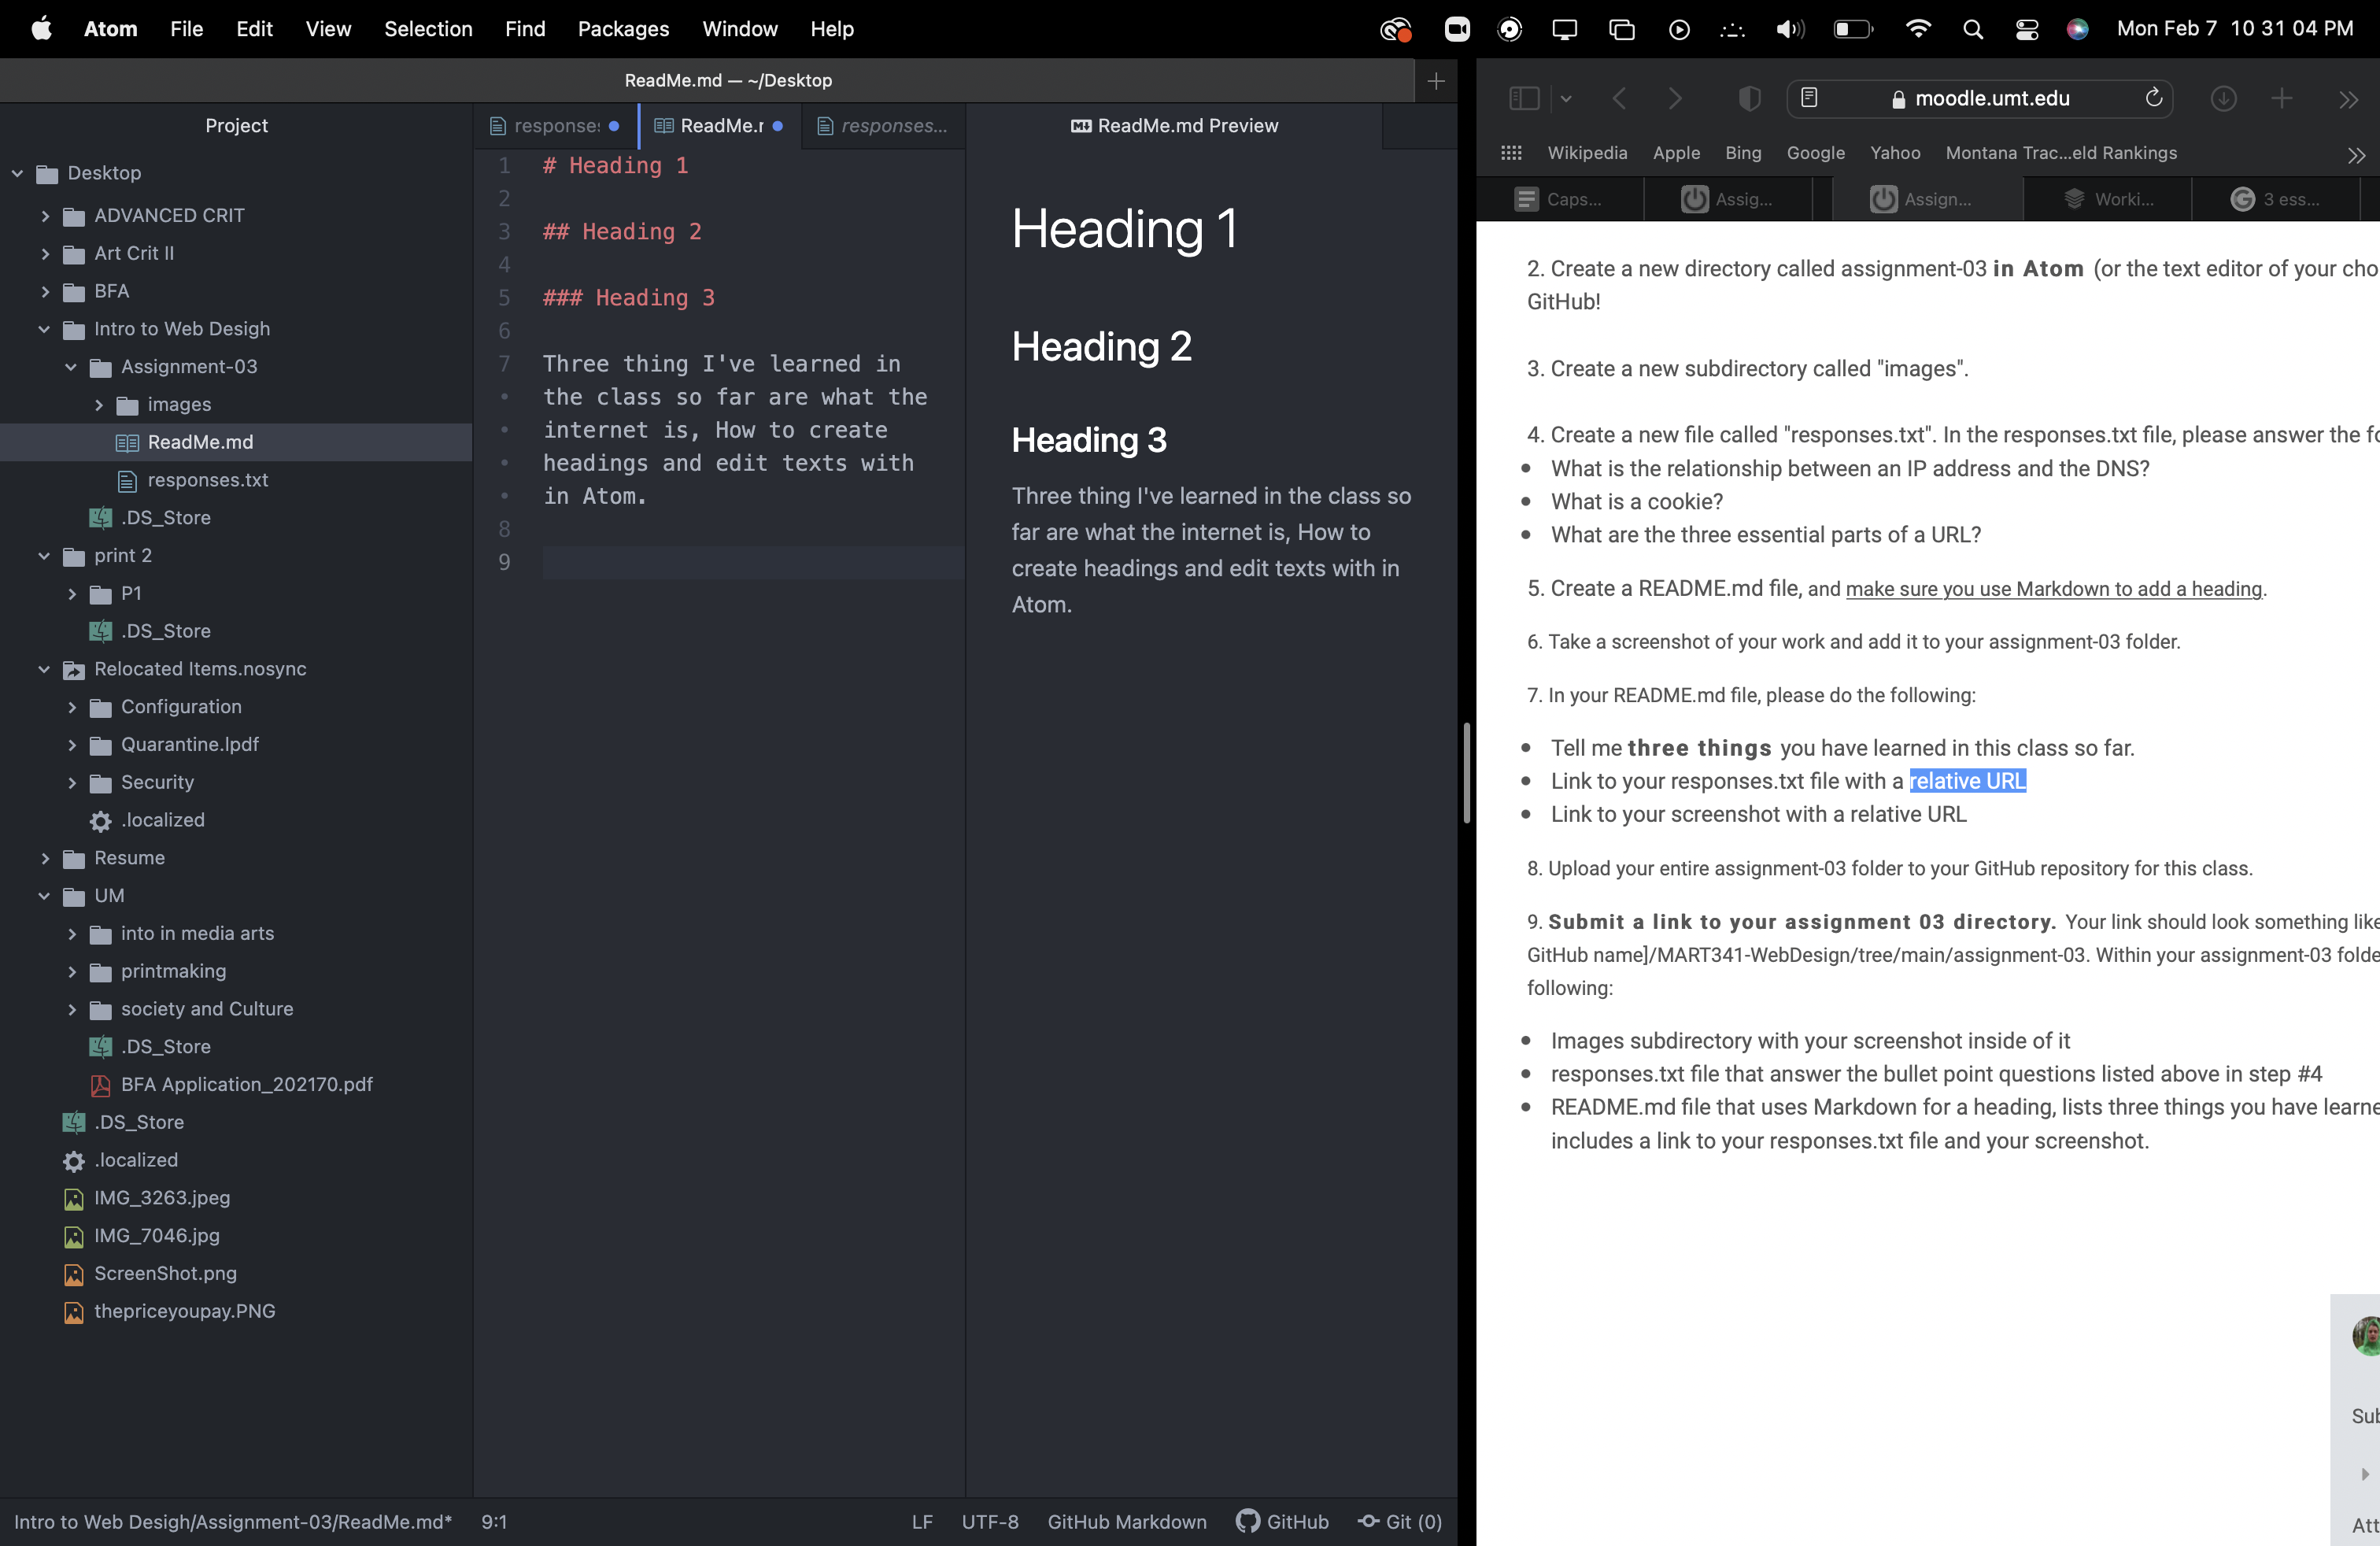 Atom File Edit View Selection Find Packages Window Help Mon Feb 7 10 31 04 PM
ReadMe.md — ~/Desktop
Project
Desktop
ADVANCED CRIT
Art Crit II
BFA
Intro to Web Desigh
Assignment-03
images
ReadMe.md
responses.txt
.DS_Store
print 2
P1
.DS_Store
Relocated Items.nosync
Configuration
Quarantine.lpdf
Security
.localized
Resume
UM
into in media arts
printmaking
society and Culture
.DS_Store
BFA Application_202170.pdf
.DS_Store
.localized
IMG_3263.jpeg
IMG_7046.jpg
ScreenShot.png
thepriceyoupay.PNG
responses ReadMe.r responses...
1 # Heading 1
2
3 ## Heading 2
4
5 ### Heading 3
6
7 Three thing I've learned in
• the class so far are what the
• internet is, How to create
• headings and edit texts with
• in Atom.
8
9
ReadMe.md Preview
Heading 1
Heading 2
Heading 3
Three thing I've learned in the class so
far are what the internet is, How to
create headings and edit texts with in
Atom.
Intro to Web Desigh/Assignment-03/ReadMe.md* 9:1 LF UTF-8 GitHub Markdown GitHub Git (0)
moodle.umt.edu
Wikipedia Apple Bing Google Yahoo Montana Trac...eld Rankings
Caps... Assig... Assign... Worki... 3 ess...
2. Create a new directory called assignment-03 in Atom (or the text editor of your cho
GitHub!
3. Create a new subdirectory called "images".
4. Create a new file called "responses.txt". In the responses.txt file, please answer the fo
• What is the relationship between an IP address and the DNS?
• What is a cookie?
• What are the three essential parts of a URL?
5. Create a README.md file, and make sure you use Markdown to add a heading.
6. Take a screenshot of your work and add it to your assignment-03 folder.
7. In your README.md file, please do the following:
• Tell me three things you have learned in this class so far.
• Link to your responses.txt file with a relative URL
• Link to your screenshot with a relative URL
8. Upload your entire assignment-03 folder to your GitHub repository for this class.
9. Submit a link to your assignment 03 directory. Your link should look something like
GitHub name]/MART341-WebDesign/tree/main/assignment-03. Within your assignment-03 folde
following:
• Images subdirectory with your screenshot inside of it
• responses.txt file that answer the bullet point questions listed above in step #4
• README.md file that uses Markdown for a heading, lists three things you have learne
includes a link to your responses.txt file and your screenshot.
Sub
Att